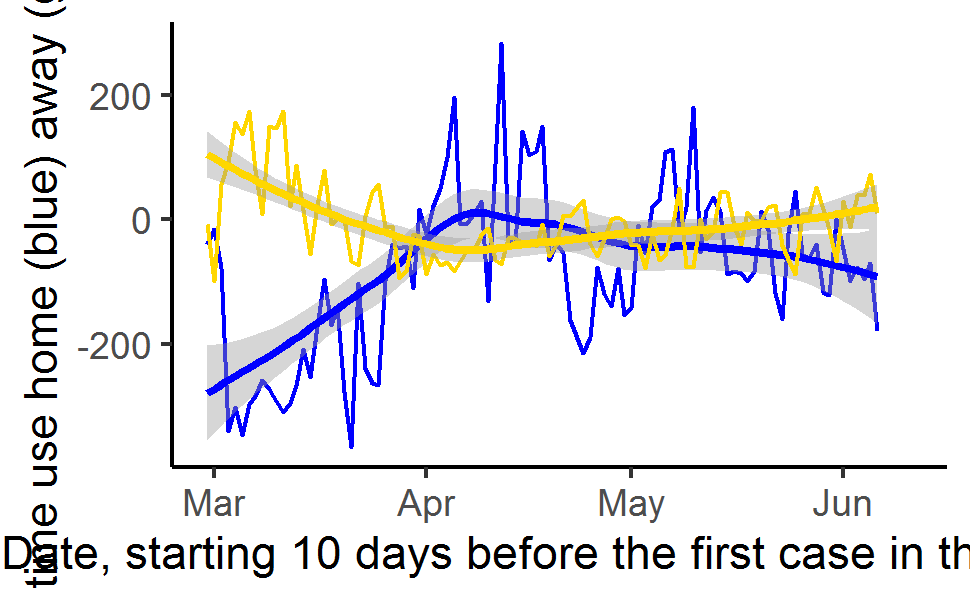 time use home (blue) away (
200
0
-200
Mar Apr May Jun
Date, starting 10 days before the first case in th